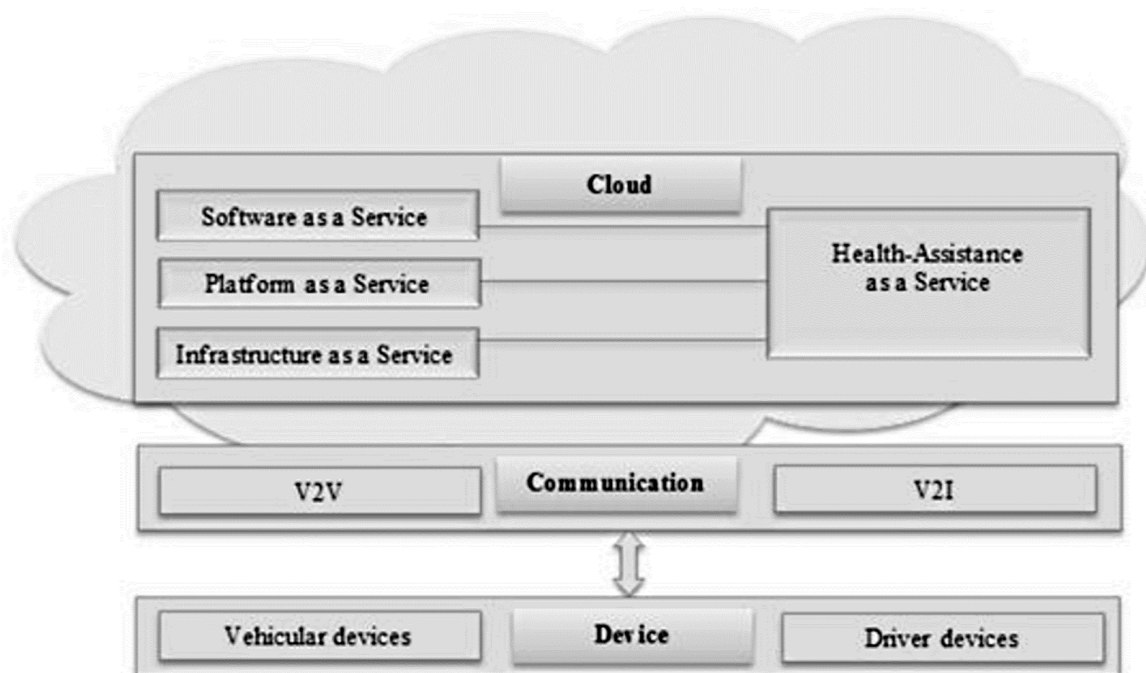 Cloud
Software as a Service
Platform as a Service
Infrastructure as a Service
Health-Assistance
as a Service
V2V
Communication
V2I
Vehicular devices
Device
Driver devices